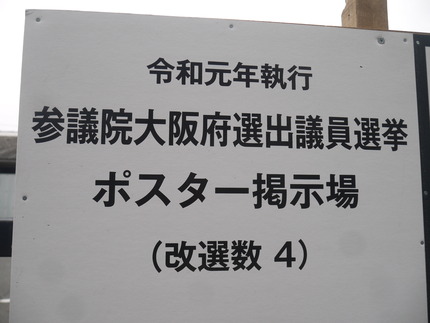 令和元年執行
参議院大阪府選出議員選挙
ポスター掲示場
(改選数 4)